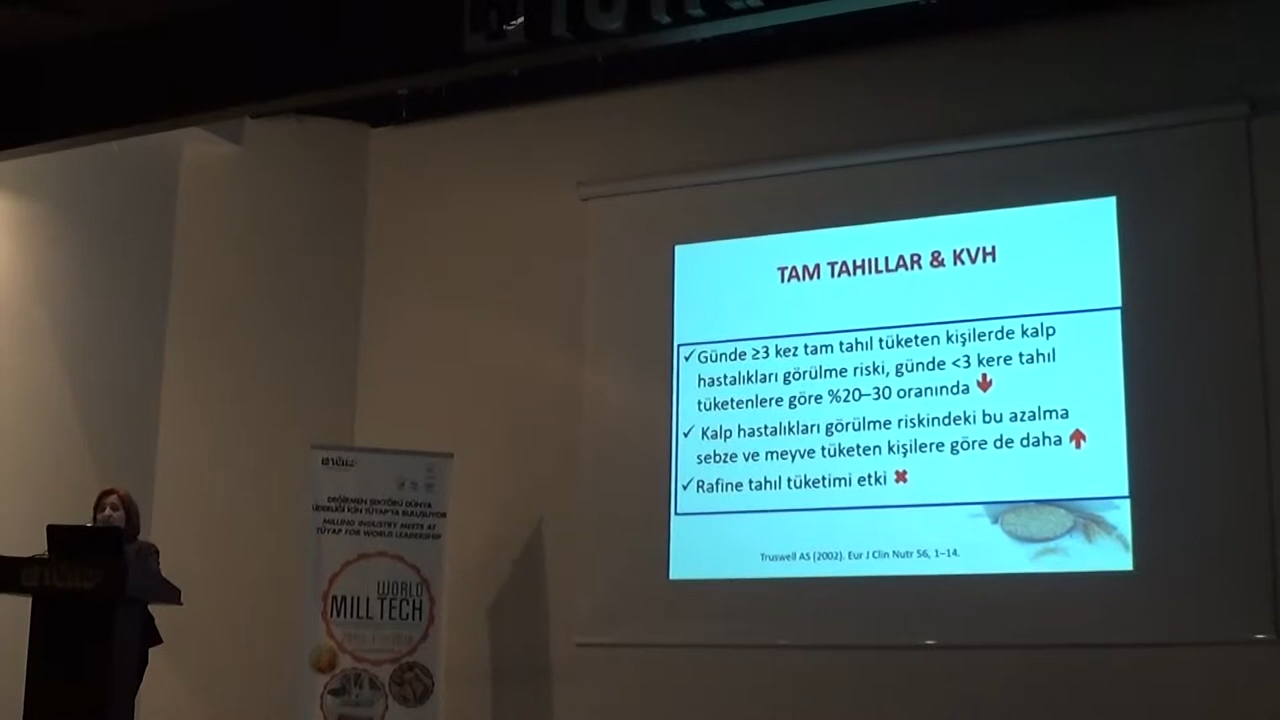 TAM TAHILLAR & KVH
✓Günde ≥3 kez tam tahıl tüketen kişilerde kalp
hastalıkları görülme riski, günde <3 kere tahıl
tüketenlere göre %20–30 oranında
✓ Kalp hastalıkları görülme riskindeki bu azalma
sebze ve meyve tüketen kişilere göre de daha
✓Rafine tahıl tüketimi etki
Truswell AS (2002). Eur J Clin Nutr 56, 1–14.
DEĞİRMEN SEKTÖRÜ DÜNYA
LİDERLİĞİ İÇİN TÜYAP'TA BULUŞUYOR
MILLING INDUSTRY MEETS AT
TÜYAP FOR WORLD LEADERSHIP
WORLD
MILL TECH